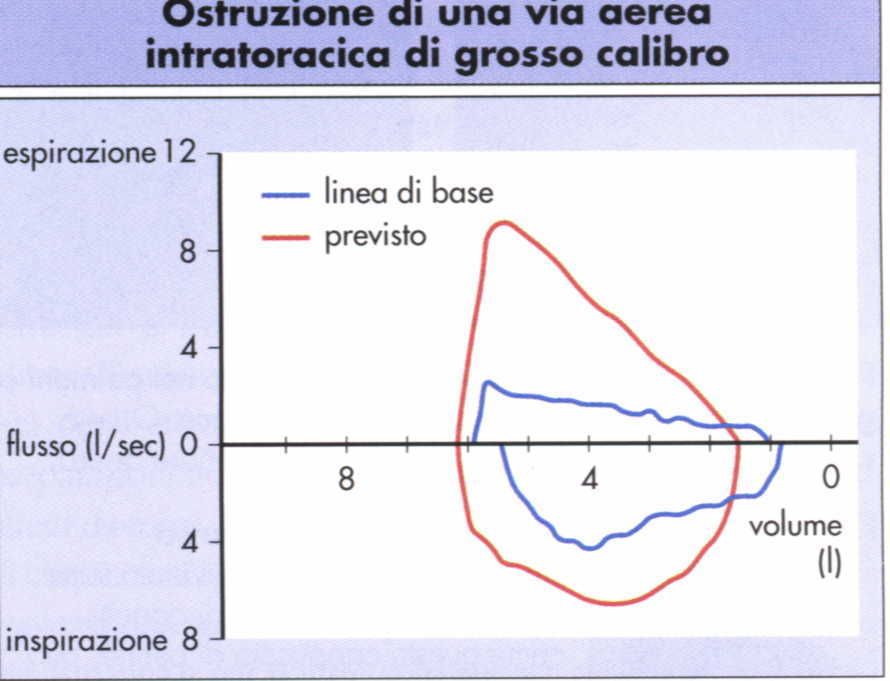 Ostruzione di una via aerea
intratoracica di grosso calibro
espirazione 12
linea di base
previsto
8
4
flusso (l/sec) 0
8 4 0
4
volume
(l)
inspirazione 8